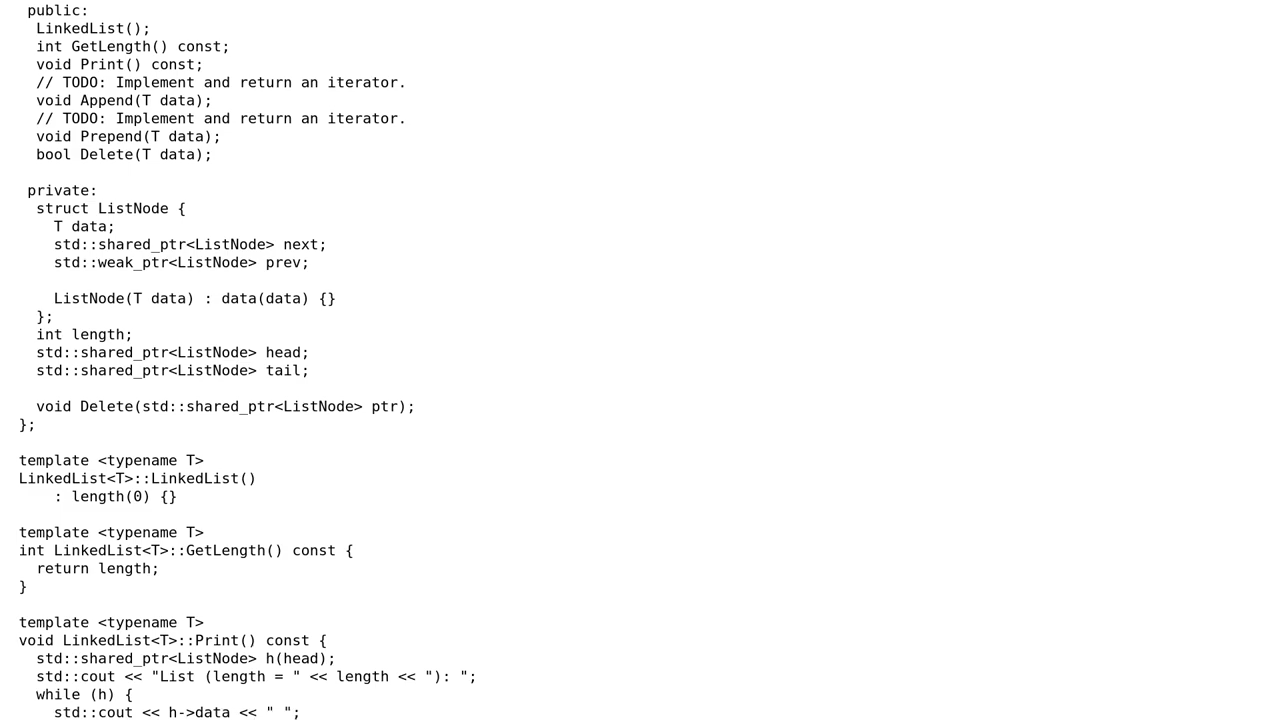 public:
LinkedList();
int GetLength() const;
void Print() const;
// TODO: Implement and return an iterator.
void Append(T data);
// TODO: Implement and return an iterator.
void Prepend(T data);
bool Delete(T data);
private:
struct ListNode {
T data;
std::shared_ptr<ListNode> next;
std::weak_ptr<ListNode> prev;
ListNode(T data) : data(data) {}
};
int length;
std::shared_ptr<ListNode> head;
std::shared_ptr<ListNode> tail;
void Delete(std::shared_ptr<ListNode> ptr);
};
template <typename T>
LinkedList<T>::LinkedList()
: length(0) {}
template <typename T>
int LinkedList<T>::GetLength() const {
return length;
}
template <typename T>
void LinkedList<T>::Print() const {
std::shared_ptr<ListNode> h(head);
std::cout << "List (length = " << length << "): ";
while (h) {
std::cout << h->data << " ";